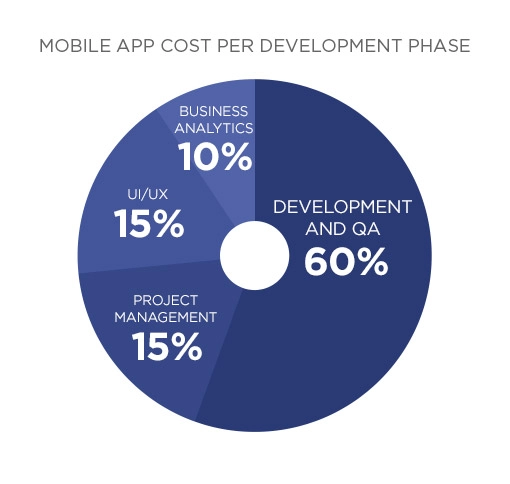 MOBILE APP COST PER DEVELOPMENT PHASE
BUSINESS
ANALYTICS
10%
UI/UX
15%
DEVELOPMENT
AND QA
60%
PROJECT
MANAGEMENT
15%